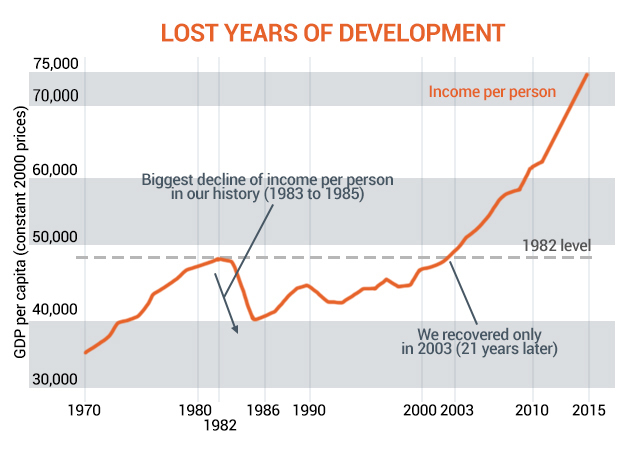 LOST YEARS OF DEVELOPMENT
75,000
70,000
60,000
50,000
40,000
30,000
GDP per capita (constant 2000 prices)
Income per person
Biggest decline of income per person
in our history (1983 to 1985)
1982 level
We recovered only
in 2003 (21 years later)
1970
1980
1982
1986
1990
2000
2003
2010
2015